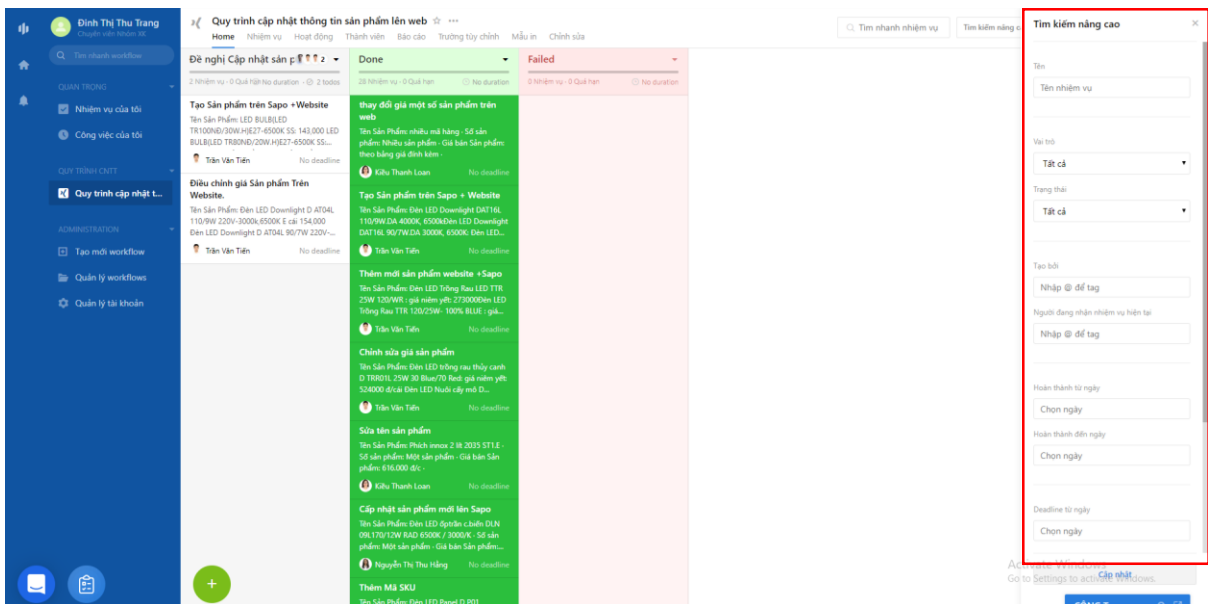 Đinh Thị Thu Trang
Chuyên viên Nhóm XK
Tìm nhanh workflow
QUAN TRỌNG
Nhiệm vụ của tôi
Công việc của tôi
QUY TRÌNH CNTT
Quy trình cập nhật t...
ADMINISTRATION
Tạo mới workflow
Quản lý workflows
Quản lý tài khoản
Quy trình cập nhật thông tin sản phẩm lên web
Home Nhiệm vụ Hoạt động Thành viên Báo cáo Trường tùy chỉnh Mẫu in Chỉnh sửa
Tìm nhanh nhiệm vụ
Tìm kiếm nâng c
Đề nghị Cập nhật sản p
2
2 Nhiệm vụ - 0 Quá hạn No duration - 2 todos
Tạo Sản phẩm trên Sapo +Website
Tên Sản Phẩm: LED BULB(LED
TR100NĐ/30W.H)E27-6500K SS: 143,000 LED
BULB(LED TR80NĐ/20W.H)E27-6500K SS:...
Trần Văn Tiến No deadline
Điều chỉnh giá Sản phẩm Trên
Website.
Tên Sản Phẩm: Đèn LED Downlight D AT04L
110/9W 220V-3000k;6500K E cái 154,000
Đèn LED Downlight D AT04L 90/7W 220V-...
Trần Văn Tiến No deadline
Done
28 Nhiệm vụ - 0 Quá hạn No duration
thay đổi giá một số sản phẩm trên
web
Tên Sản Phẩm: nhiều mã hàng - Số sản
phẩm: Nhiều sản phẩm - Giá bán Sản phẩm:
theo bảng giá đính kèm -
Kiều Thanh Loan No deadline
Tạo Sản phẩm trên Sapo + Website
Tên Sản Phẩm: Đèn LED Downlight DAT16L
110/9W.DA 4000K, 6500kĐèn LED Downlight
DAT16L 90/7W.DA 3000K, 6500K: Đèn LED...
Trần Văn Tiến No deadline
Thêm mới sản phẩm website +Sapo
Tên Sản Phẩm: Đèn LED Trồng Rau LED TTR
25W 120/WR : giá niêm yết: 273000Đèn LED
Trồng Rau TTR 120/25W- 100% BLUE : giá...
Trần Văn Tiến No deadline
Chỉnh sửa giá sản phẩm
Tên Sản Phẩm: Đèn LED trồng rau thủy canh
D TRR01L 25W 30 Blue/70 Red: giá niêm yết:
524000 đ/cái Đèn LED Nuôi cấy mô D...
Trần Văn Tiến No deadline
Sửa tên sản phẩm
Tên Sản Phẩm: Phích innox 2 lít 2035 ST1.E -
Số sản phẩm: Một sản phẩm - Giá bán Sản
phẩm: 616.000 đ/c -
Kiều Thanh Loan No deadline
Cập nhật sản phẩm mới lên Sapo
Tên Sản Phẩm: Đèn LED ốptrần c.biến DLN
09L170/12W RAD 6500K / 3000/K - Số sản
phẩm: Một sản phẩm - Giá bán Sản phẩm:...
Nguyễn Thị Thu Hằng No deadline
Thêm Mã SKU
Tên Sản Phẩm: Đèn LED Panel D P01
Failed
0 Nhiệm vụ - 0 Quá hạn No duration
Tìm kiếm nâng cao
Tên
Tên nhiệm vụ
Vai trò
Tất cả
Trạng thái
Tất cả
Tạo bởi
Nhập @ để tag
Người đang nhận nhiệm vụ hiện tại
Nhập @ để tag
Hoàn thành từ ngày
Chọn ngày
Hoàn thành đến ngày
Chọn ngày
Deadline từ ngày
Chọn ngày
Activate Windows
Go to Settings to activate Windows.
Cập nhật